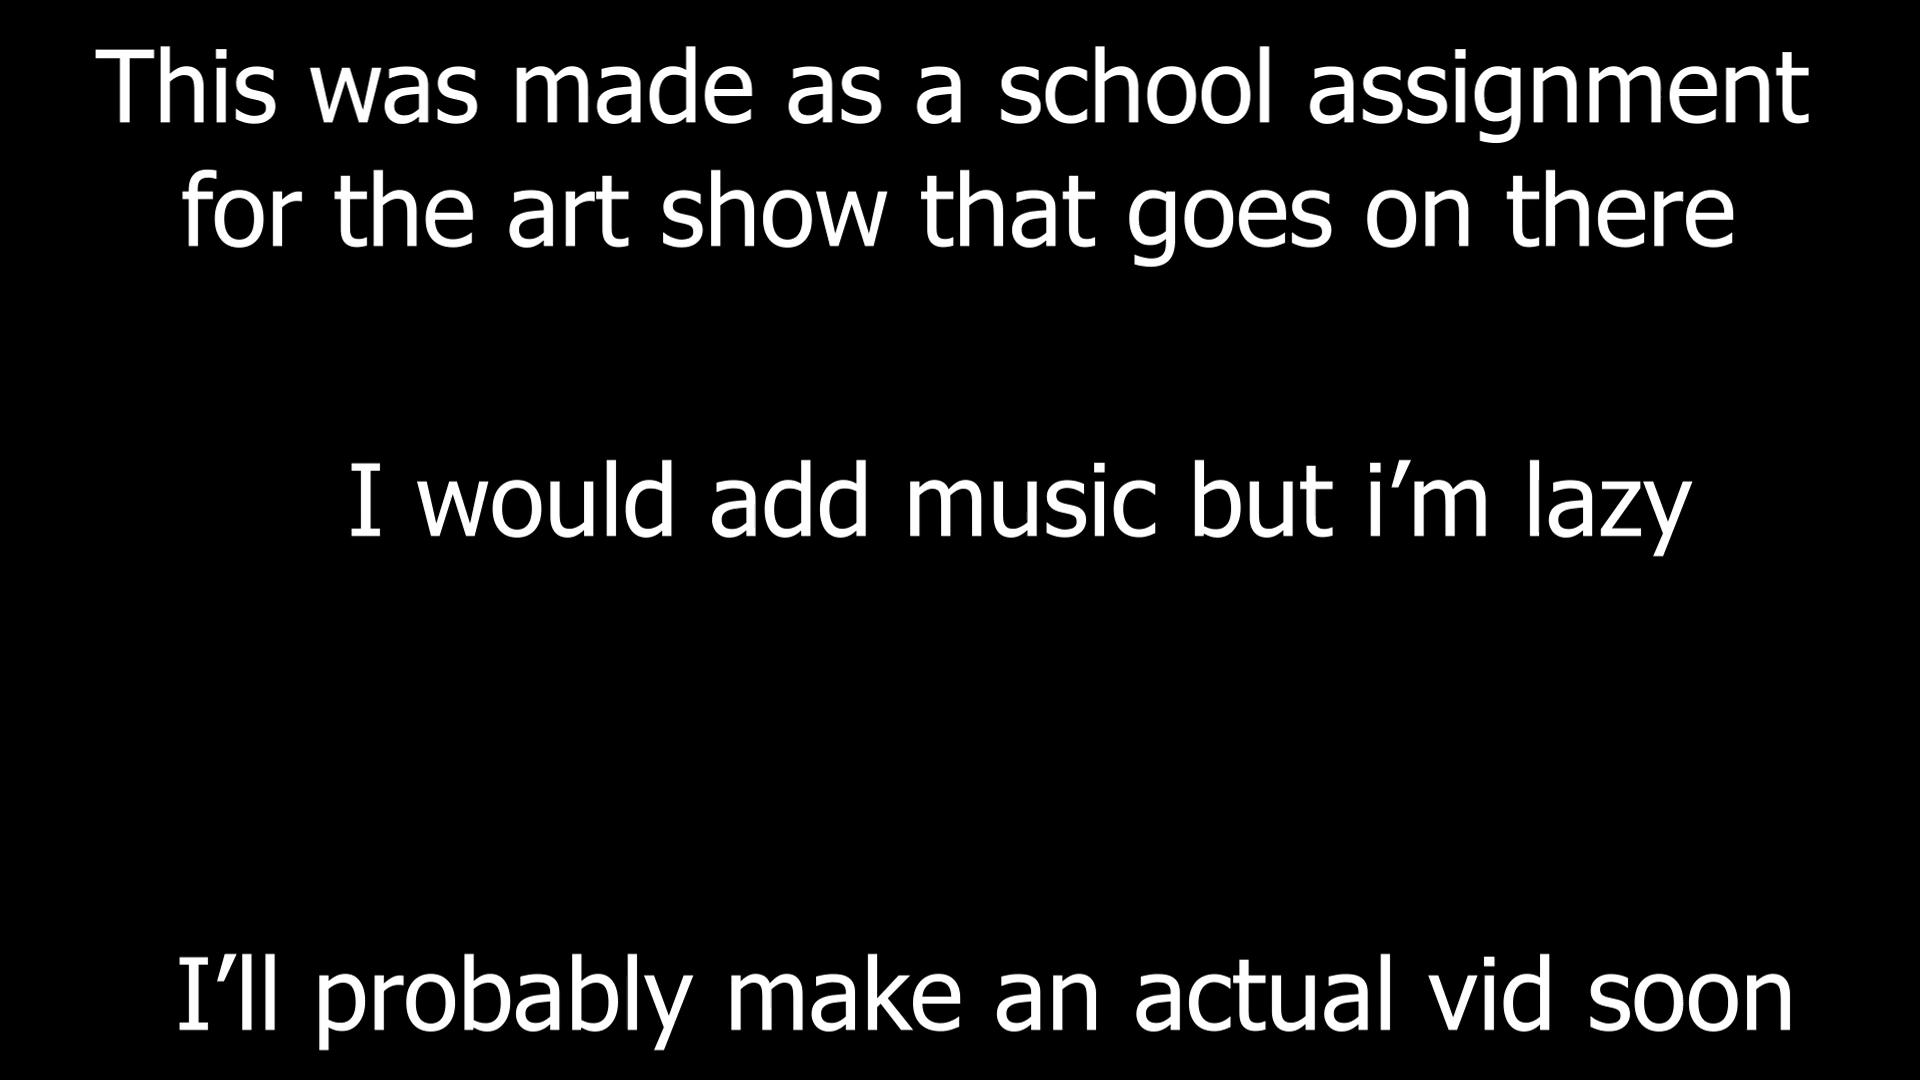 This was made as a school assignment
for the art show that goes on there
I would add music but i’m lazy
I’ll probably make an actual vid soon